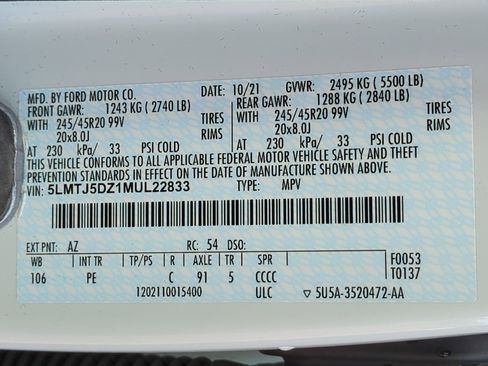 MFD. BY FORD MOTOR CO. 10/21 GVWR: 2495 KG ( 5500 LB)
FRONT GAWR: 1243 KG ( 2740 LB) REAR GAWR: 1288 KG ( 2840 LB)
WITH 245/45R20 99V TIRES WITH 245/45R20 99V TIRES
20x8.0J RIMS 20x8.0J RIMS
AT 230 kPa/ 33 PSI COLD AT 230 kPa/ 33 PSI COLD
THIS VEHICLE CONFORMS TO ALL APPLICABLE FEDERAL MOTOR VEHICLE SAFETY AND THEFT
PREVENTION STANDARDS IN EFFECT ON THE DATE OF MANUFACTURE SHOWN ABOVE.
VIN: 5LMTJ5DZ1MUL22833 TYPE: MPV
EXT PNT: AZ RC: 54 DSO:
WB INT TR TP/PS R AXLE TR SPR F0053
106 PE C 91 5 CCCC T0137
1202110015400 ULC 5U5A-3520472-AA